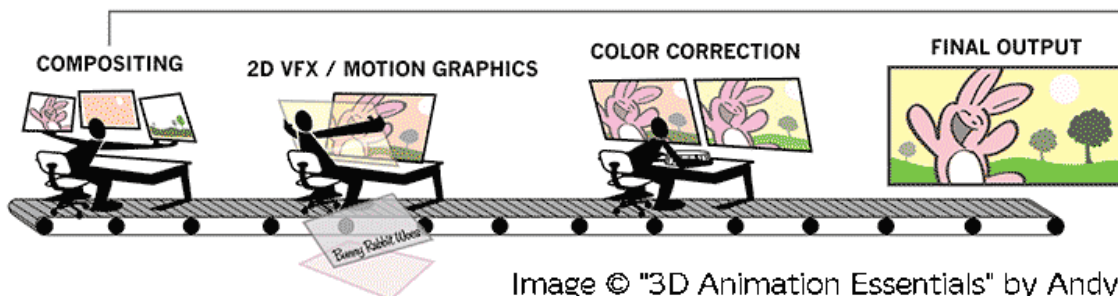 COMPOSITING
2D VFX / MOTION GRAPHICS
COLOR CORRECTION
FINAL OUTPUT
Bunny Rabbit Woes
Image © "3D Animation Essentials" by Andy